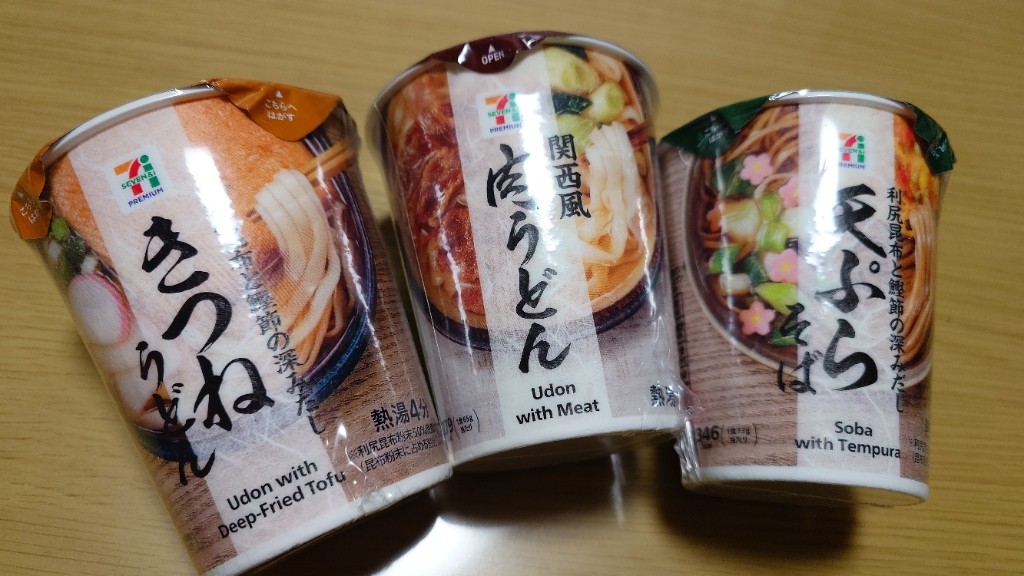 こちらへ
はがす
SEVEN&i
PREMIUM
きつね
うどん
鰹節の深みだし
熱湯4分
Udon with
Deep-Fried Tofu
OPEN
SEVEN&i
PREMIUM
関西風
肉うどん
Udon
with Meat
熱
SEVEN&i
PREMIUM
天ぷら
そば
利尻昆布と鰹節の深みだし
346
Soba
with Tempura